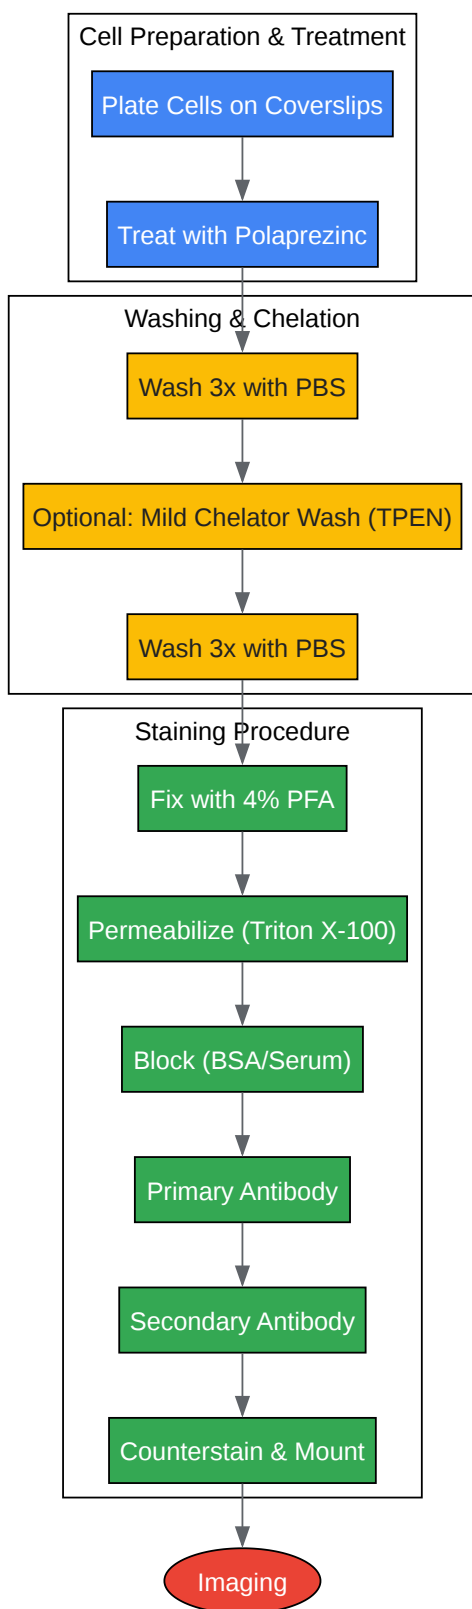 Cell Preparation & Treatment
Plate Cells on Coverslips
Treat with Polaprezinc
Washing & Chelation
Wash 3x with PBS
Optional: Mild Chelator Wash (TPEN)
Wash 3x with PBS
Staining Procedure
Fix with 4% PFA
Permeabilize (Triton X-100)
Block (BSA/Serum)
Primary Antibody
Secondary Antibody
Counterstain & Mount
Imaging